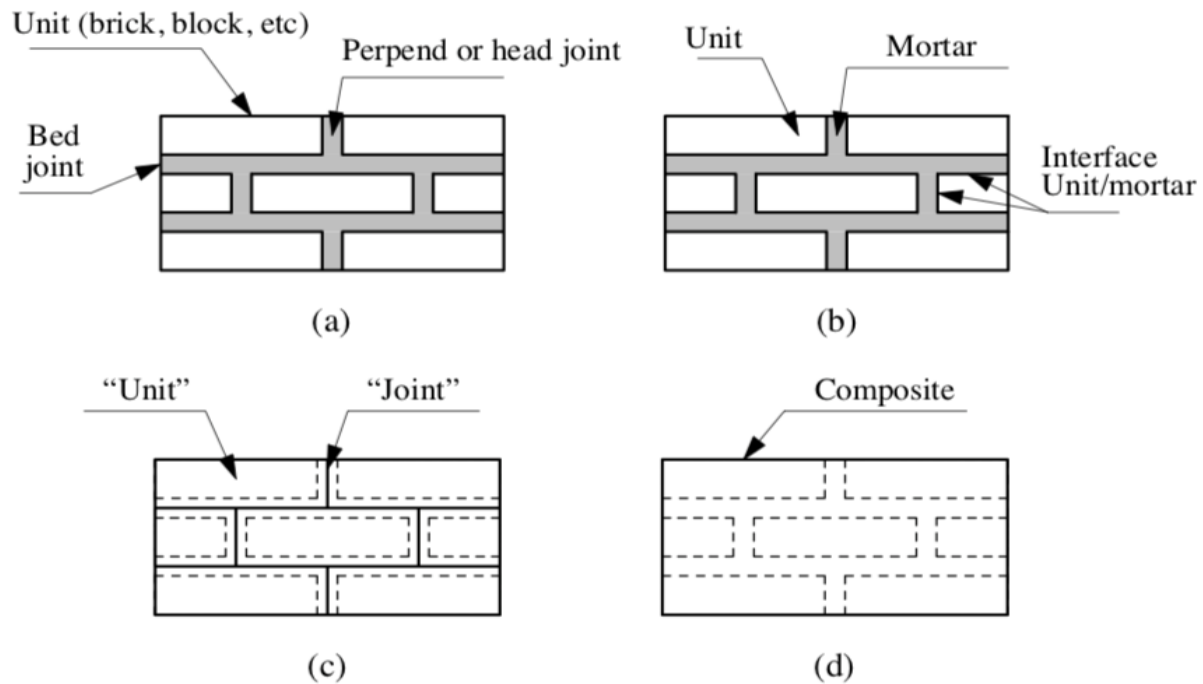 Unit (brick, block, etc)
Perpend or head joint
Bed
joint
(a)
Unit
Mortar
Interface
Unit/mortar
(b)
“Unit”
“Joint”
(c)
Composite
(d)